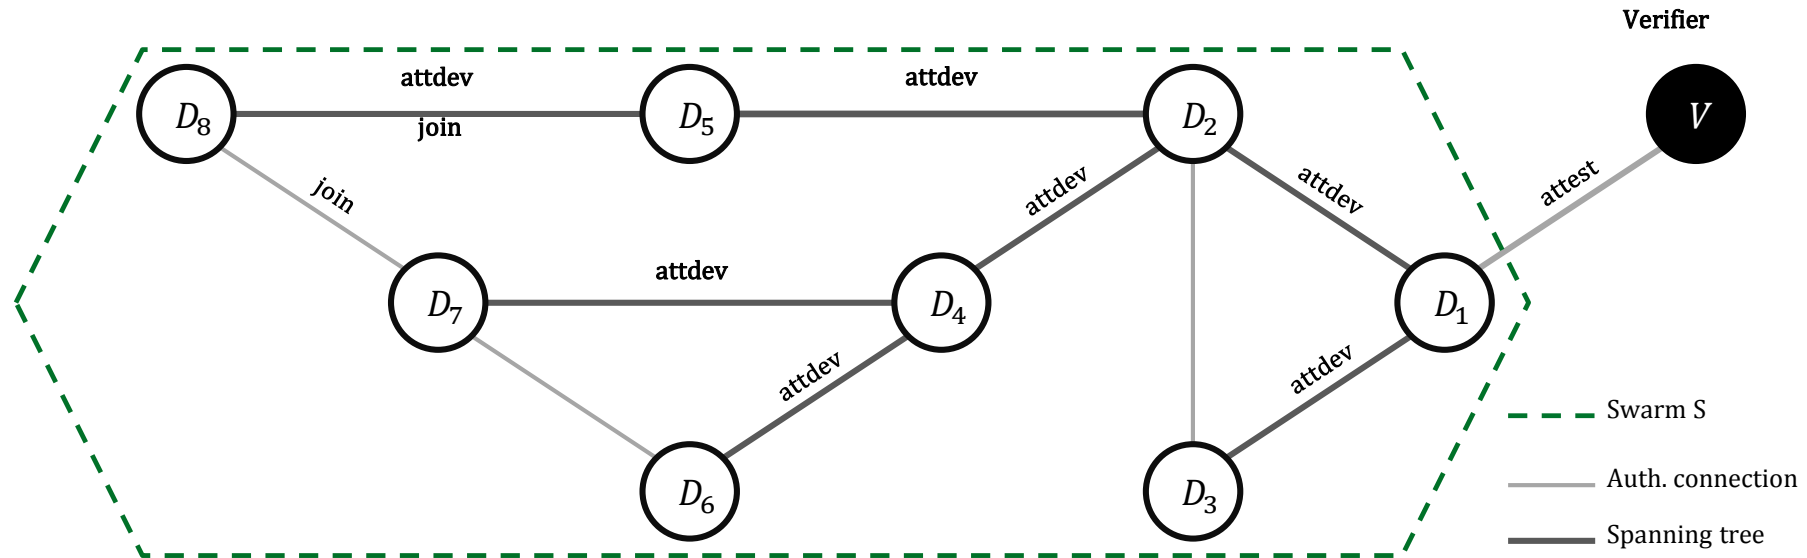 Verifier
attdev
attdev
D8
join
D5
D2
V
join
attdev
attdev
attest
attdev
D7
D4
D1
attdev
attdev
D6
D3
Swarm S
Auth. connection
Spanning tree